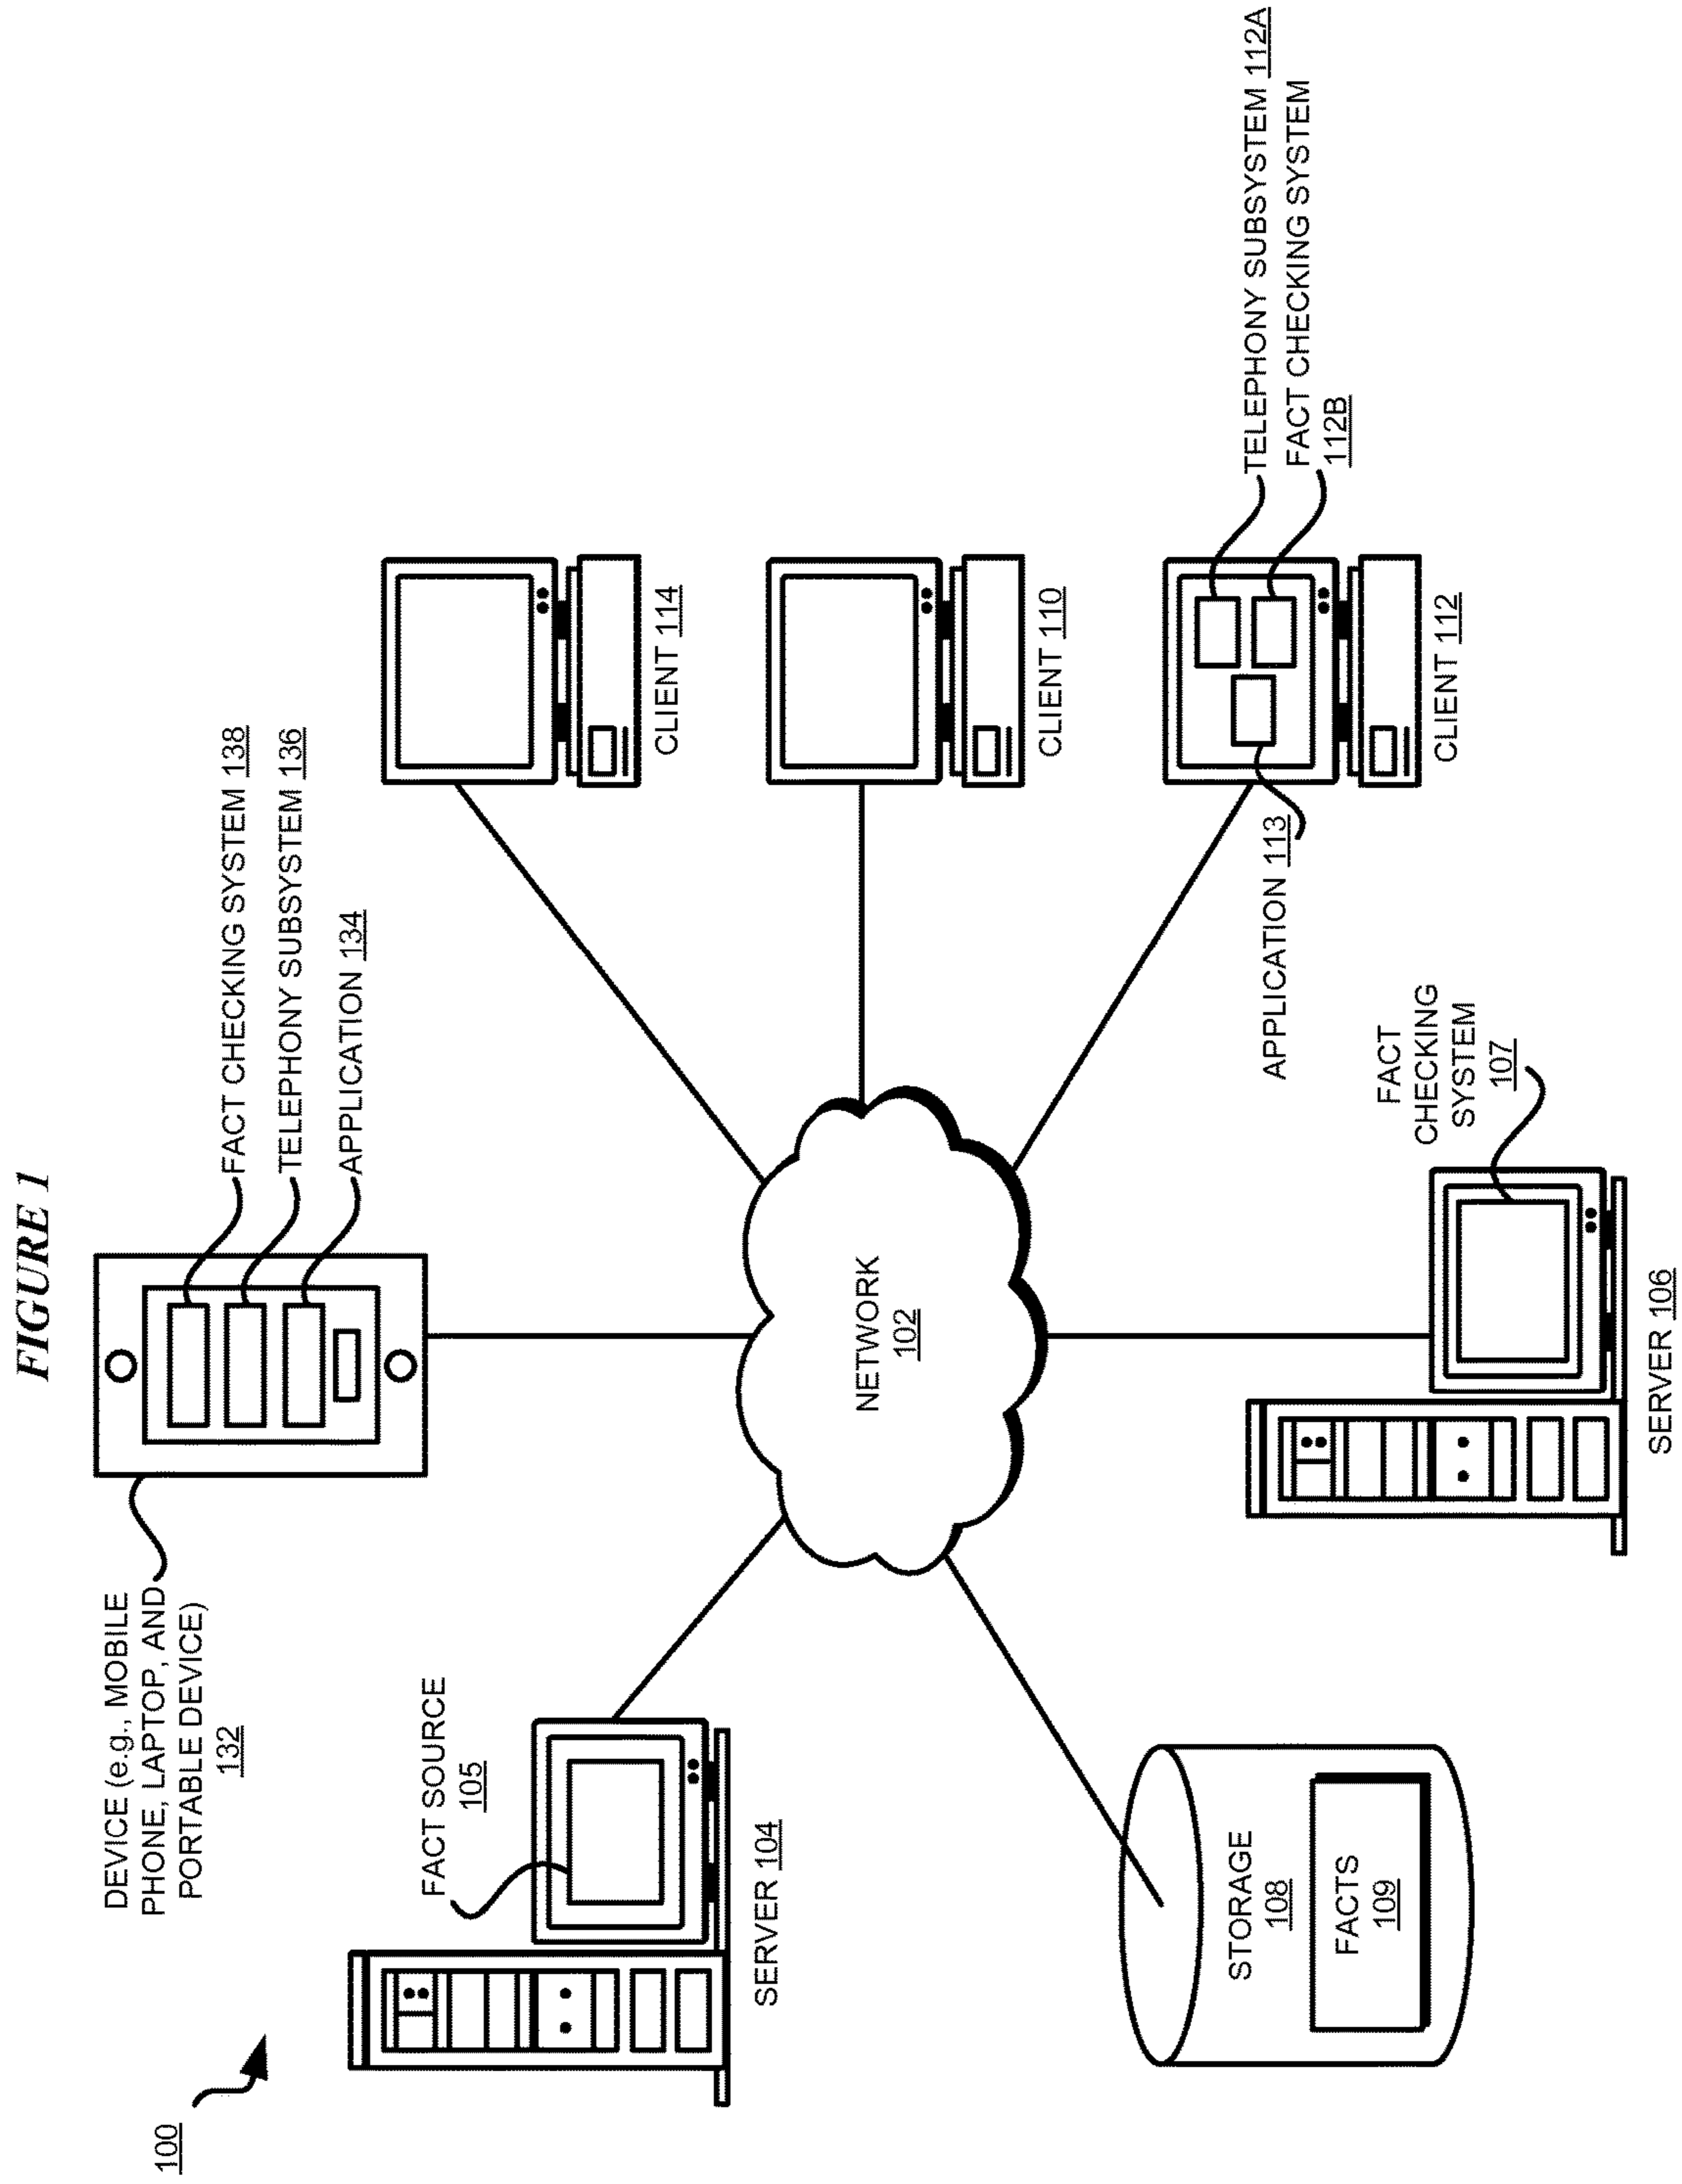 FIGURE 1
100
DEVICE (e.g., MOBILE
PHONE, LAPTOP, AND
PORTABLE DEVICE)
132
FACT CHECKING SYSTEM 138
TELEPHONY SUBSYSTEM 136
APPLICATION 134
FACT SOURCE
105
SERVER 104
CLIENT 114
NETWORK
102
CLIENT 110
STORAGE
108
FACTS
109
FACT
CHECKING
SYSTEM
107
SERVER 106
APPLICATION 113
TELEPHONY SUBSYSTEM 112A
FACT CHECKING SYSTEM
112B
CLIENT 112